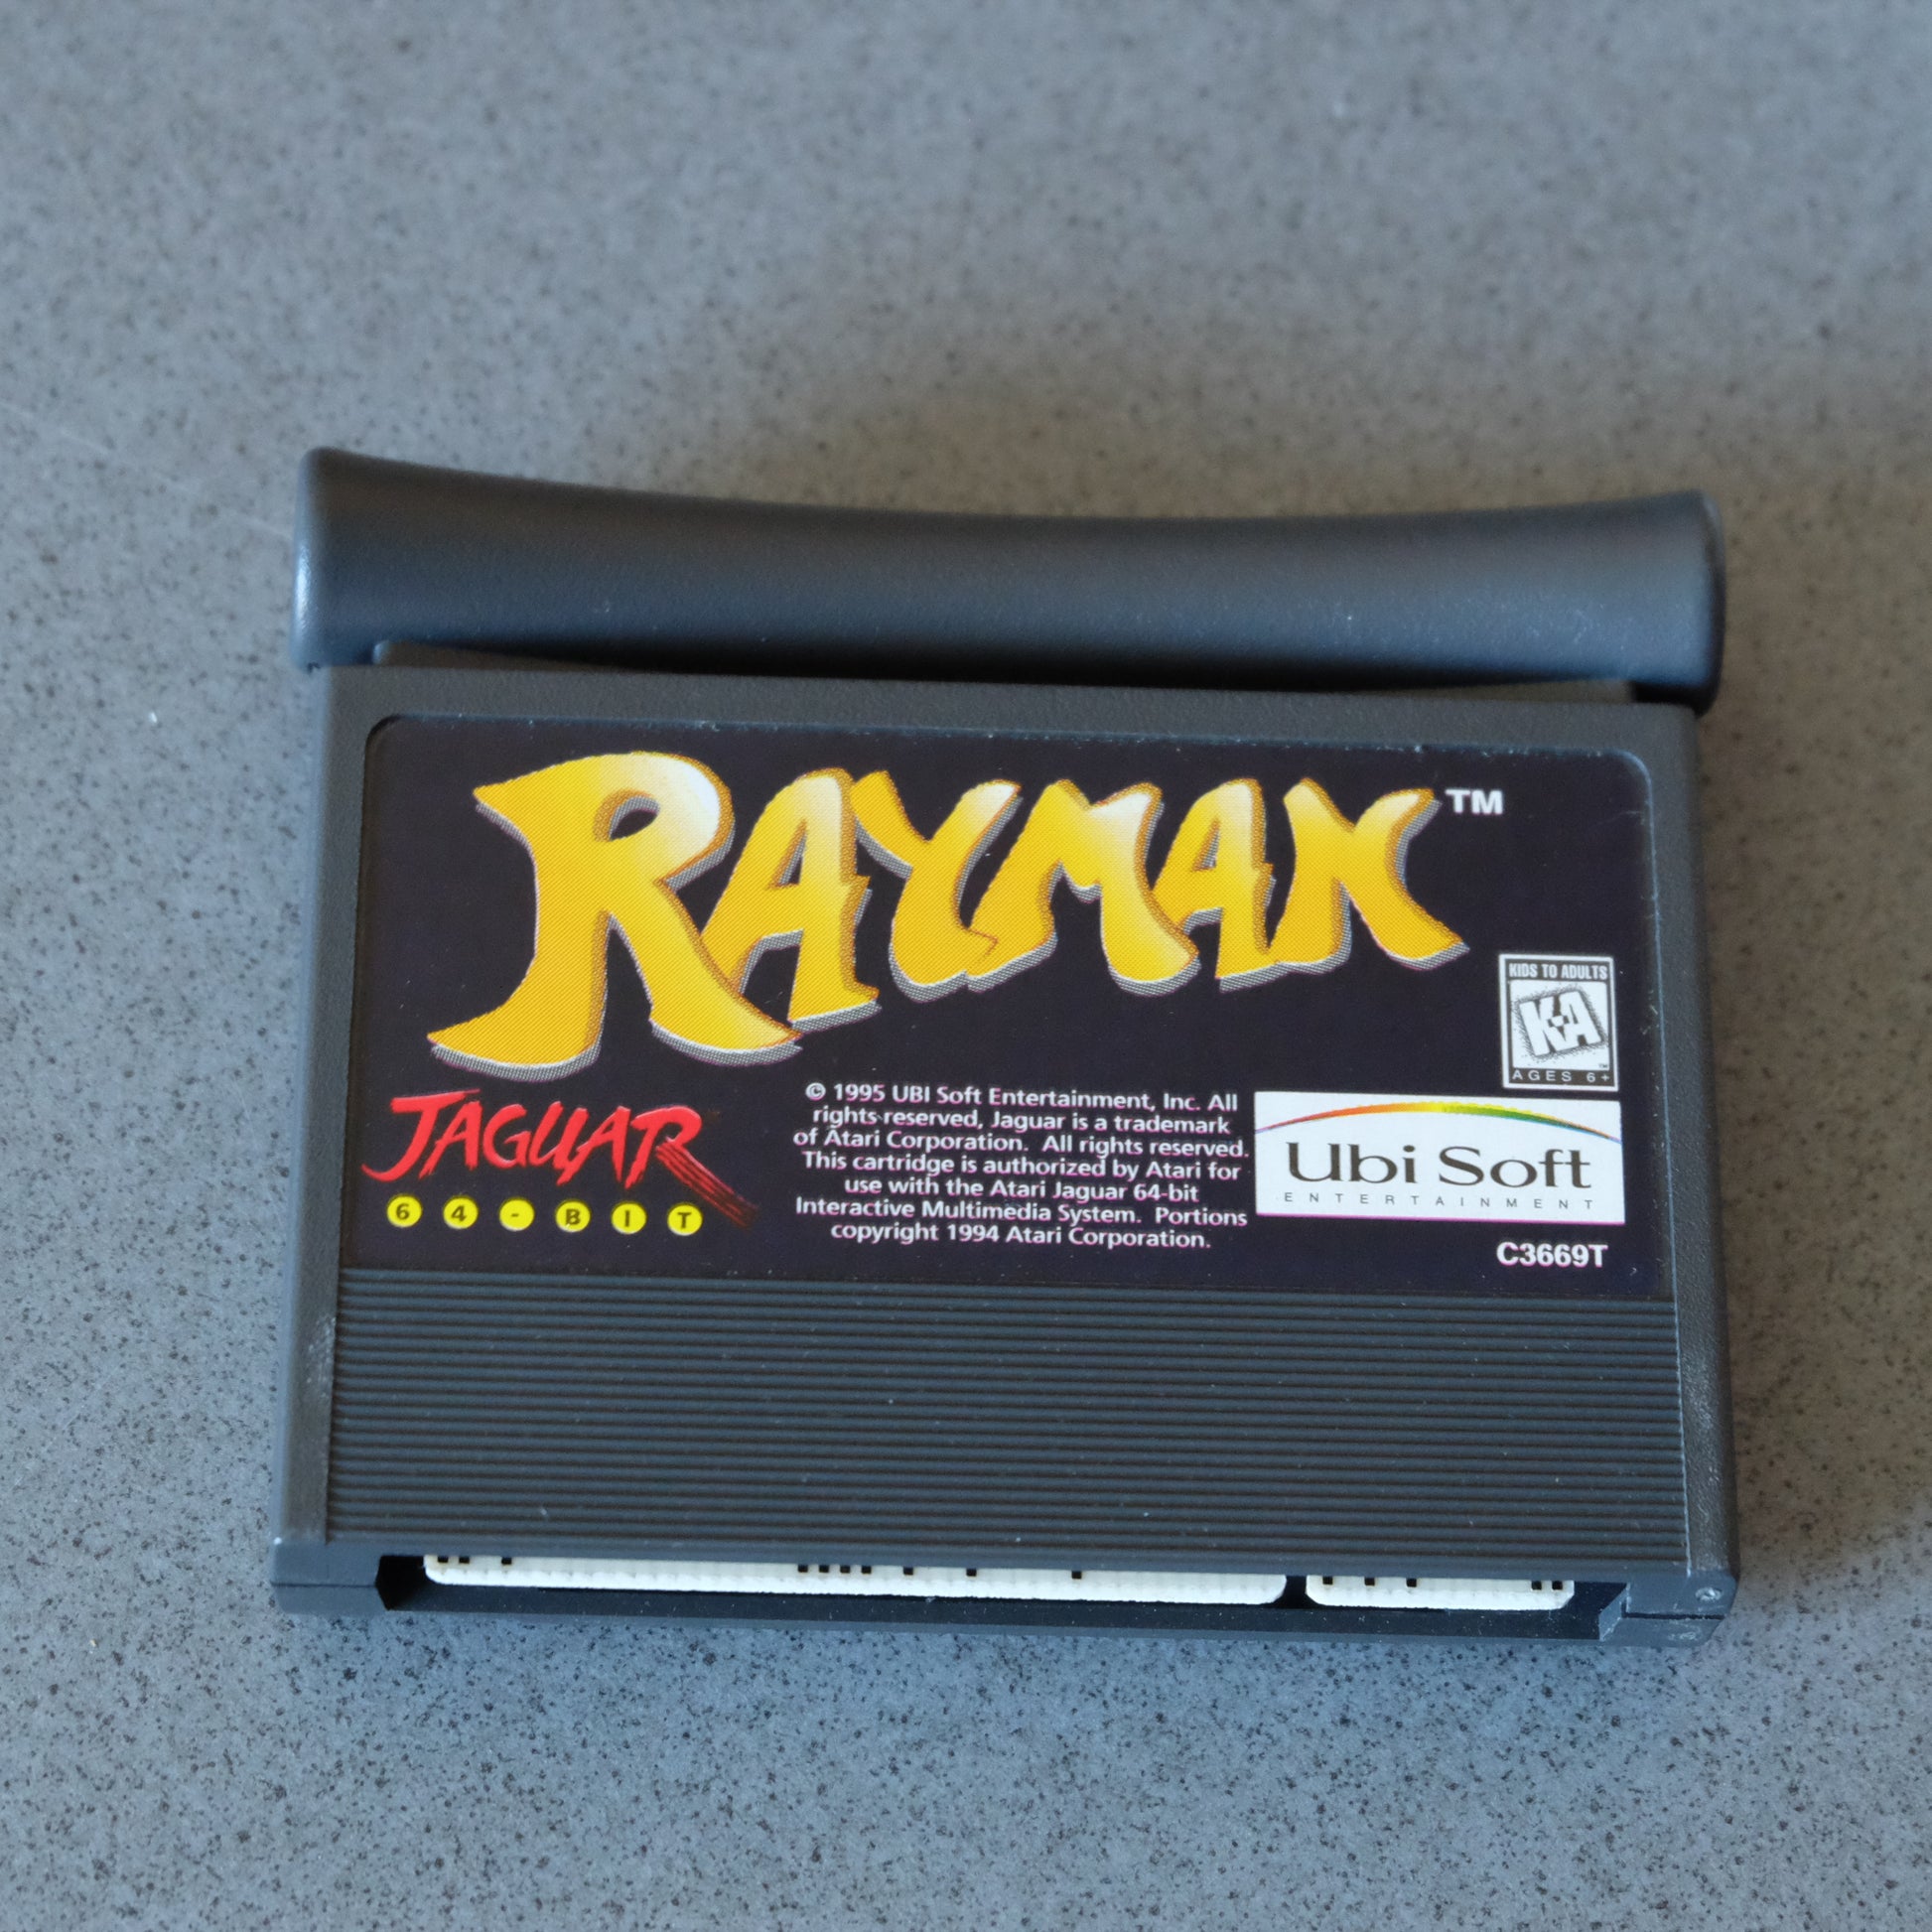 RAYMAN™
KIDS TO ADULTS
KA
AGES 6+
JAGUAR
64-BIT
© 1995 UBI Soft Entertainment, Inc. All
rights reserved, Jaguar is a trademark
of Atari Corporation. All rights reserved.
This cartridge is authorized by Atari for
use with the Atari Jaguar 64-bit
Interactive Multimedia System. Portions
copyright 1994 Atari Corporation.
Ubi Soft
ENTERTAINMENT
C3669T